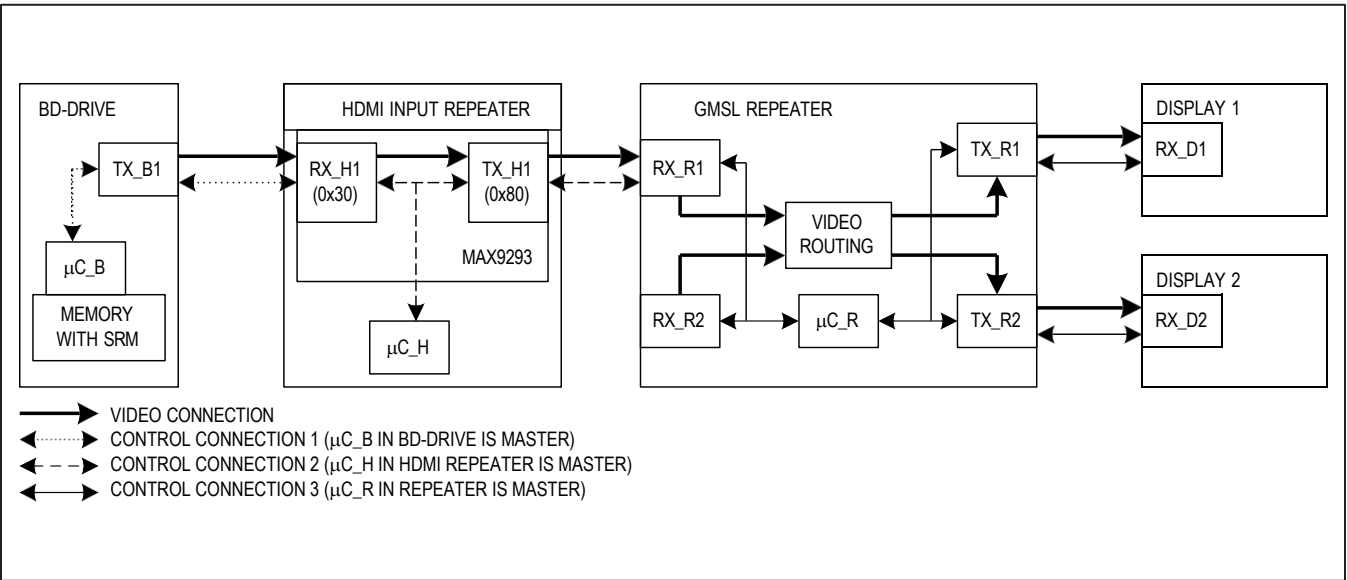 BD-DRIVE
TX_B1
μC_B
MEMORY
WITH SRM
HDMI INPUT REPEATER
RX_H1
(0x30)
TX_H1
(0x80)
MAX9293
μC_H
GMSL REPEATER
RX_R1
RX_R2
VIDEO
ROUTING
μC_R
TX_R1
TX_R2
DISPLAY 1
RX_D1
DISPLAY 2
RX_D2
VIDEO CONNECTION
CONTROL CONNECTION 1 (μC_B IN BD-DRIVE IS MASTER)
CONTROL CONNECTION 2 (μC_H IN HDMI REPEATER IS MASTER)
CONTROL CONNECTION 3 (μC_R IN REPEATER IS MASTER)